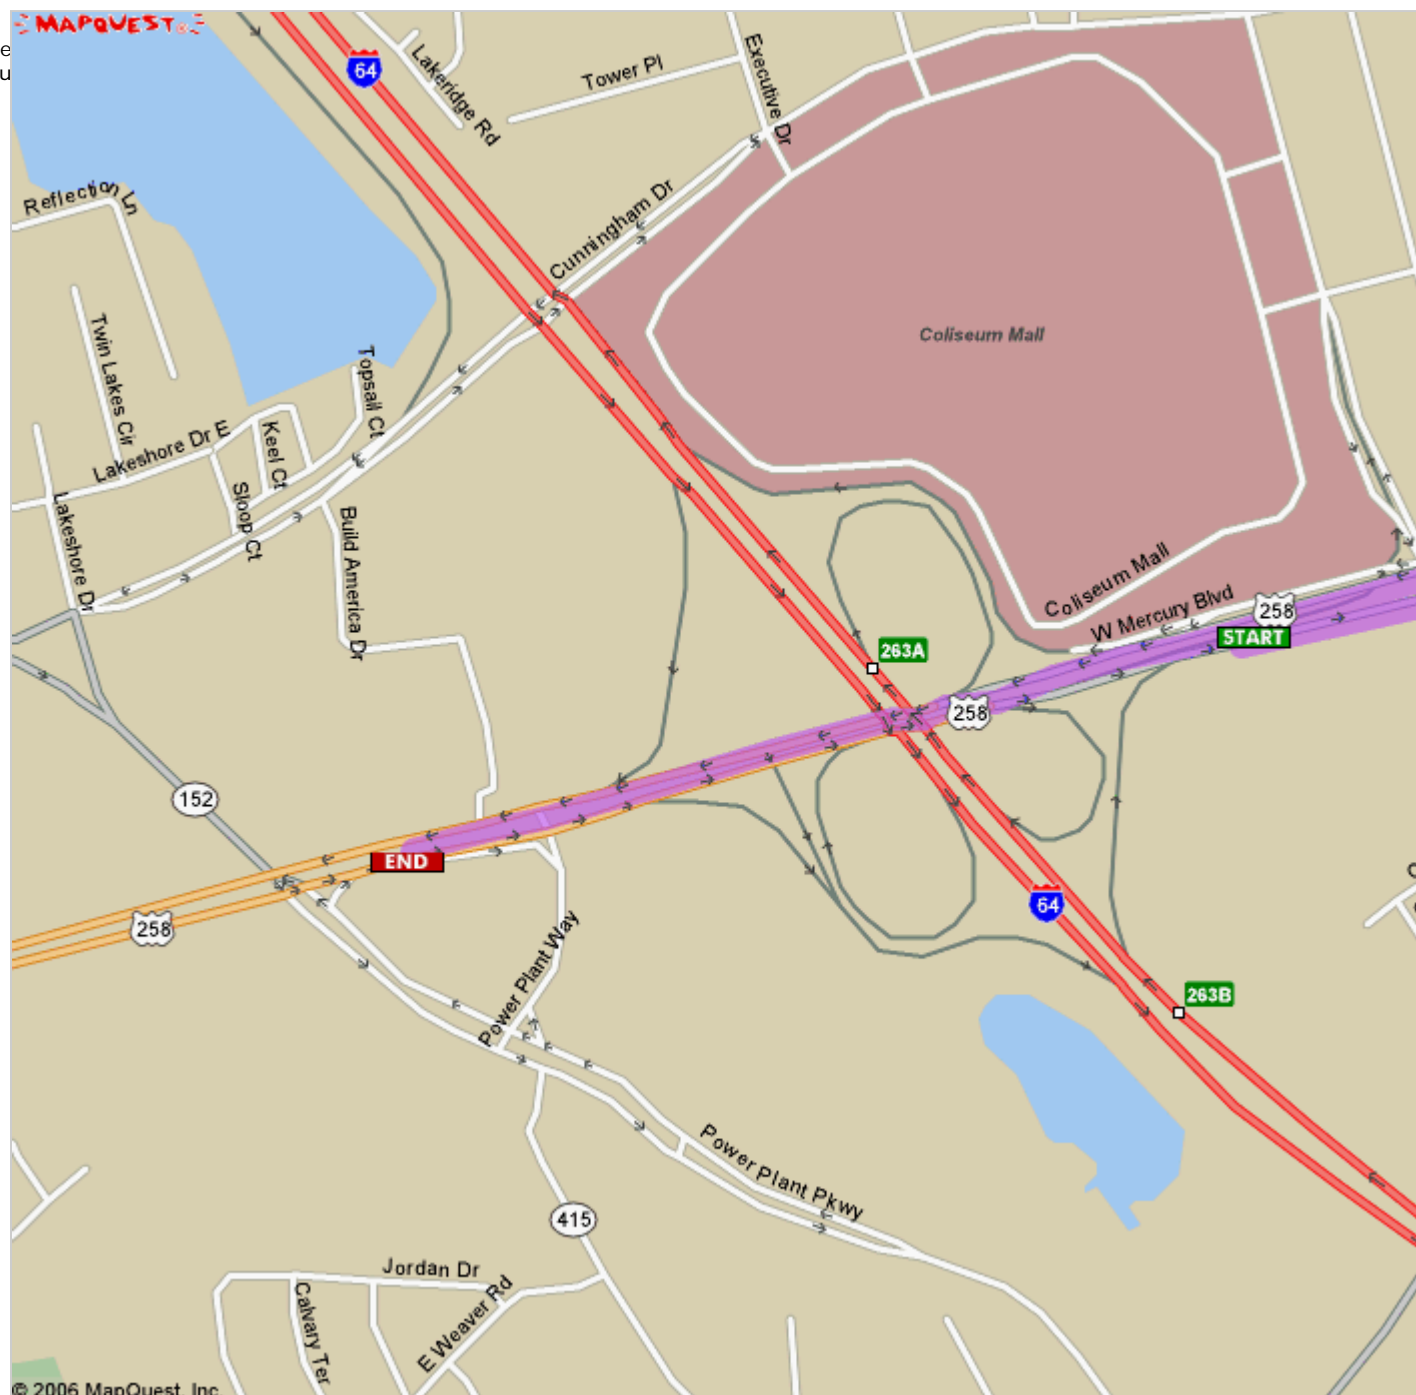 MAPQUEST
e
u
64
Lakeridge Rd
Tower Pl
Executive Dr
Reflection Ln
Cunningham Dr
Twin Lakes Cir
Topsail Ct
Coliseum Mall
Lakeshore Dr E
Keel Ct
Sloop Ct
Lakeshore Dr
Build America Dr
Coliseum Mall
W Mercury Blvd
258
START
263A
258
152
END
64
258
Power Plant Way
263B
Power Plant Pkwy
415
Jordan Dr
Calvary Ter
E Weaver Rd
© 2006 MapQuest, Inc